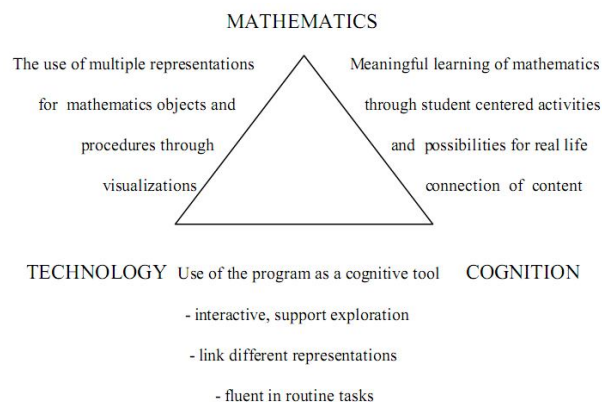 MATHEMATICS
The use of multiple representations
for mathematics objects and
procedures through
visualizations
Meaningful learning of mathematics
through student centered activities
and possibilities for real life
connection of content
TECHNOLOGY Use of the program as a cognitive tool COGNITION
- interactive, support exploration
- link different representations
- fluent in routine tasks